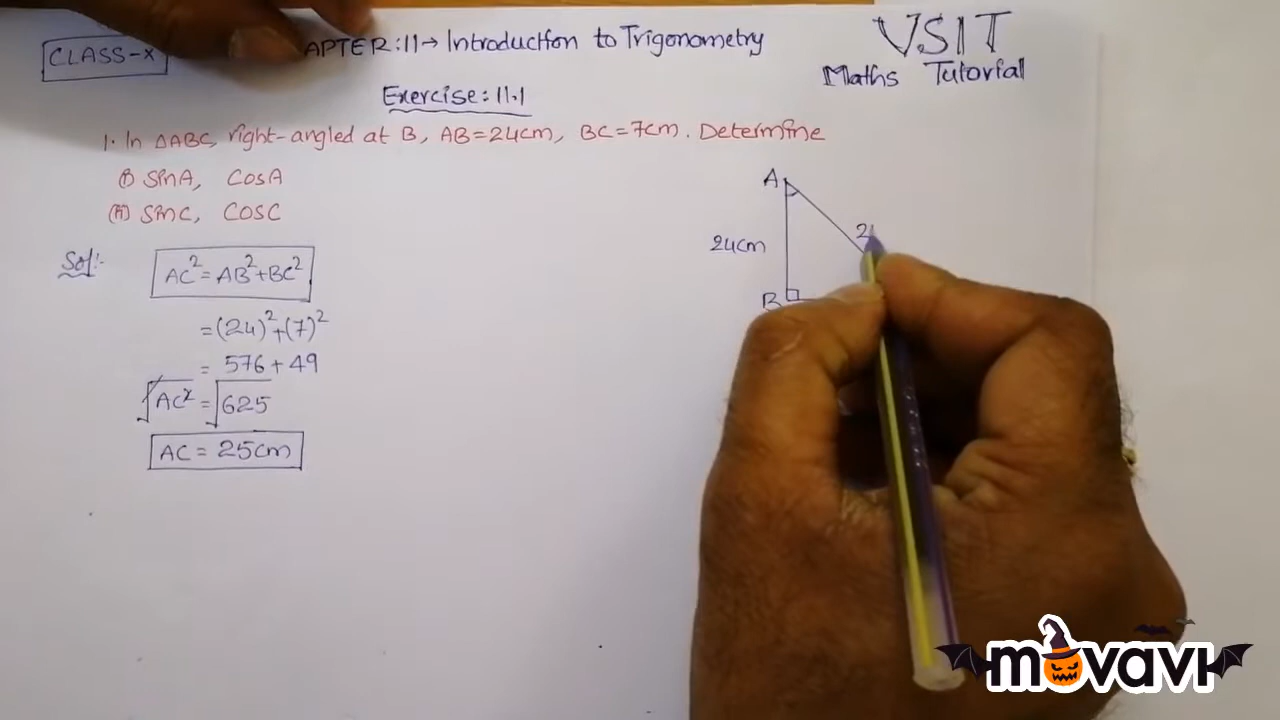 CLASS-X
APTER:11→ Introduction to Trigonometry
VSIT
Maths Tutorial
Exercise:11.1
1. In △ABC, right-angled at B, AB=24cm, BC=7cm. Determine
(i) SinA, CosA
(ii) Sinc, Cosc
Sol:-
AC²=AB²+BC²
=(24)²+(7)²
= 576+49
√AC² = √625
AC = 25cm
A
24cm
2
B
movavi